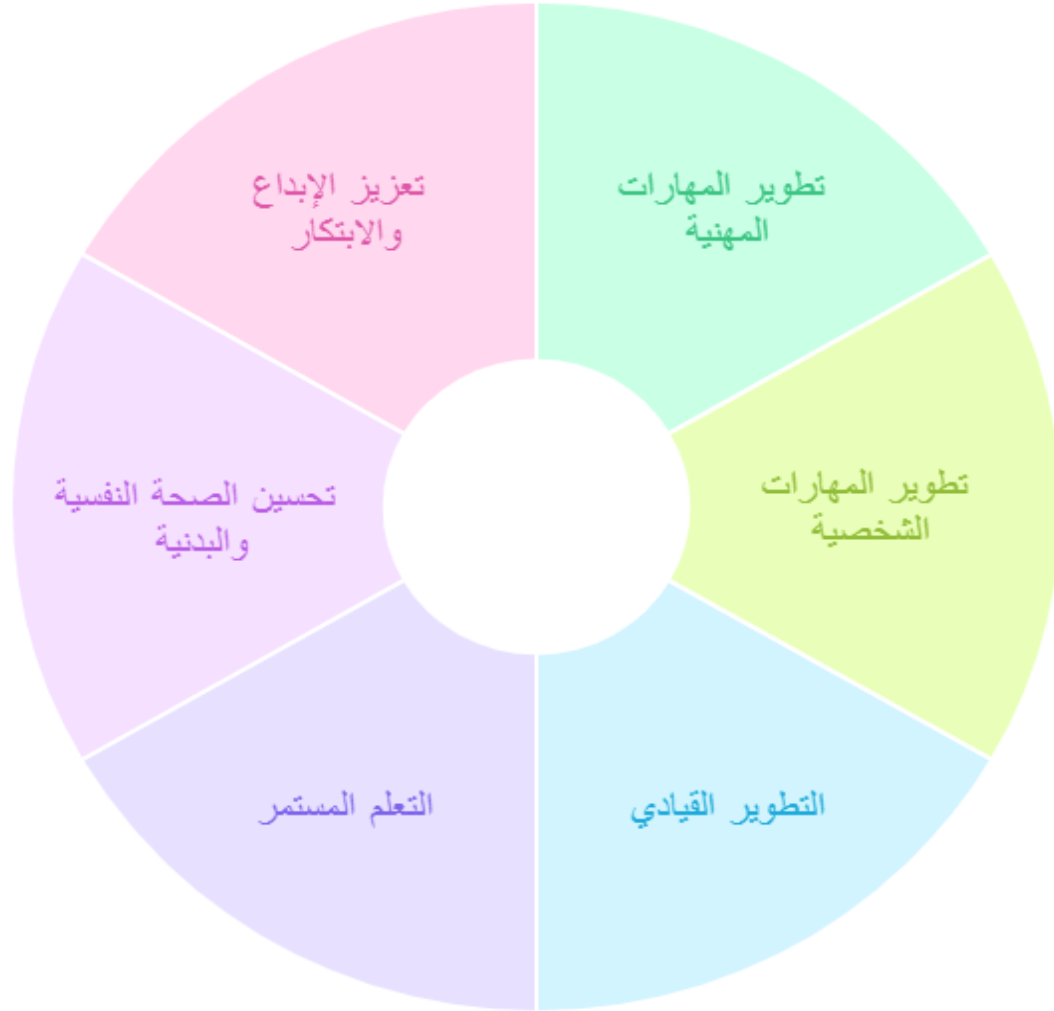 تطوير المهارات
المهنية
تطوير المهارات
الشخصية
التطوير القيادي
التعلم المستمر
تحسين الصحة النفسية
والبدنية
تعزيز الإبداع
والابتكار